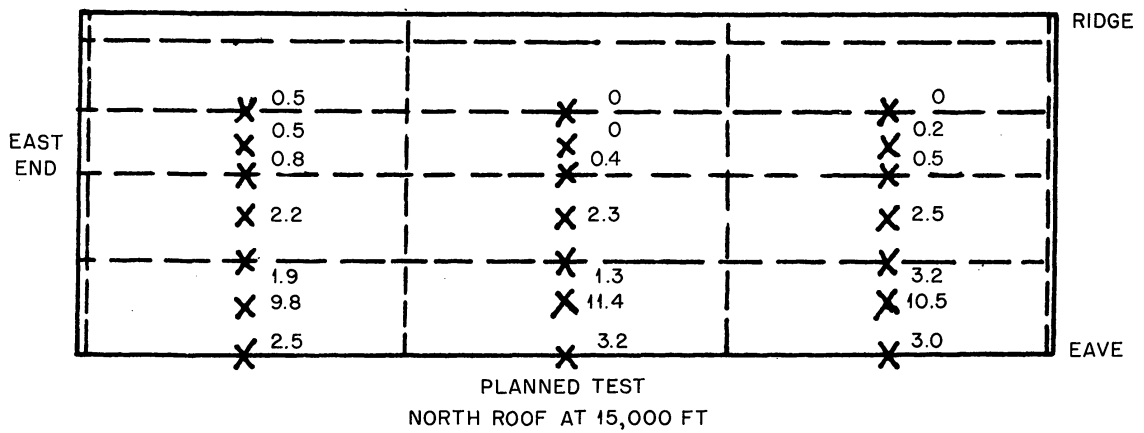 RIDGE
0.5 0 0
0.5 0 0.2
EAST
END
0.8 0.4 0.5
2.2 2.3 2.5
1.9 1.3 3.2
9.8 11.4 10.5
2.5 3.2 3.0
EAVE
PLANNED TEST
NORTH ROOF AT 15,000 FT